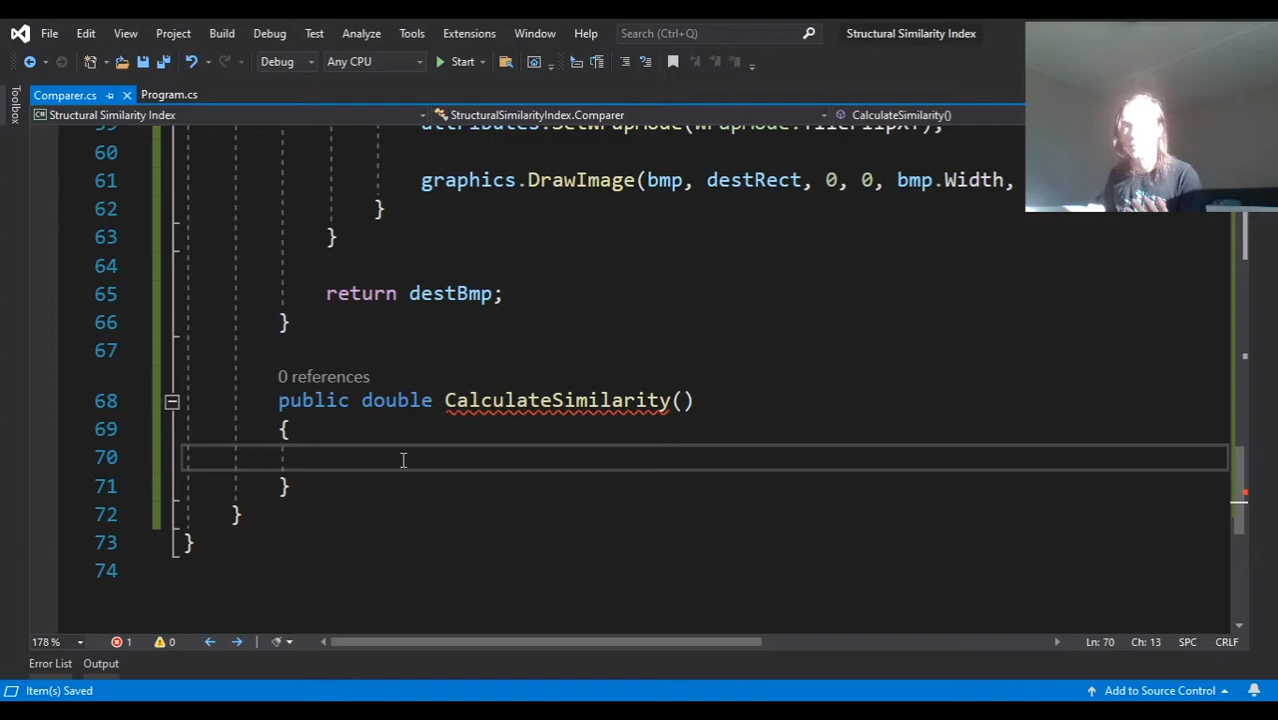 File Edit View Project Build Debug Test Analyze Tools Extensions Window Help Search (Ctrl+Q) Structural Similarity Index
Debug Any CPU Start
Comparer.cs Program.cs
Toolbox
Structural Similarity Index StructuralSimilarityIndex.Comparer CalculateSimilarity()
60
61 graphics.DrawImage(bmp, destRect, 0, 0, bmp.Width,
62 }
63 }
64
65 return destBmp;
66 }
67
0 references
68 public double CalculateSimilarity()
69 {
70
71 }
72 }
73 }
74
178 % 1 0 Ln: 70 Ch: 13 SPC CRLF
Error List Output
Item(s) Saved Add to Source Control